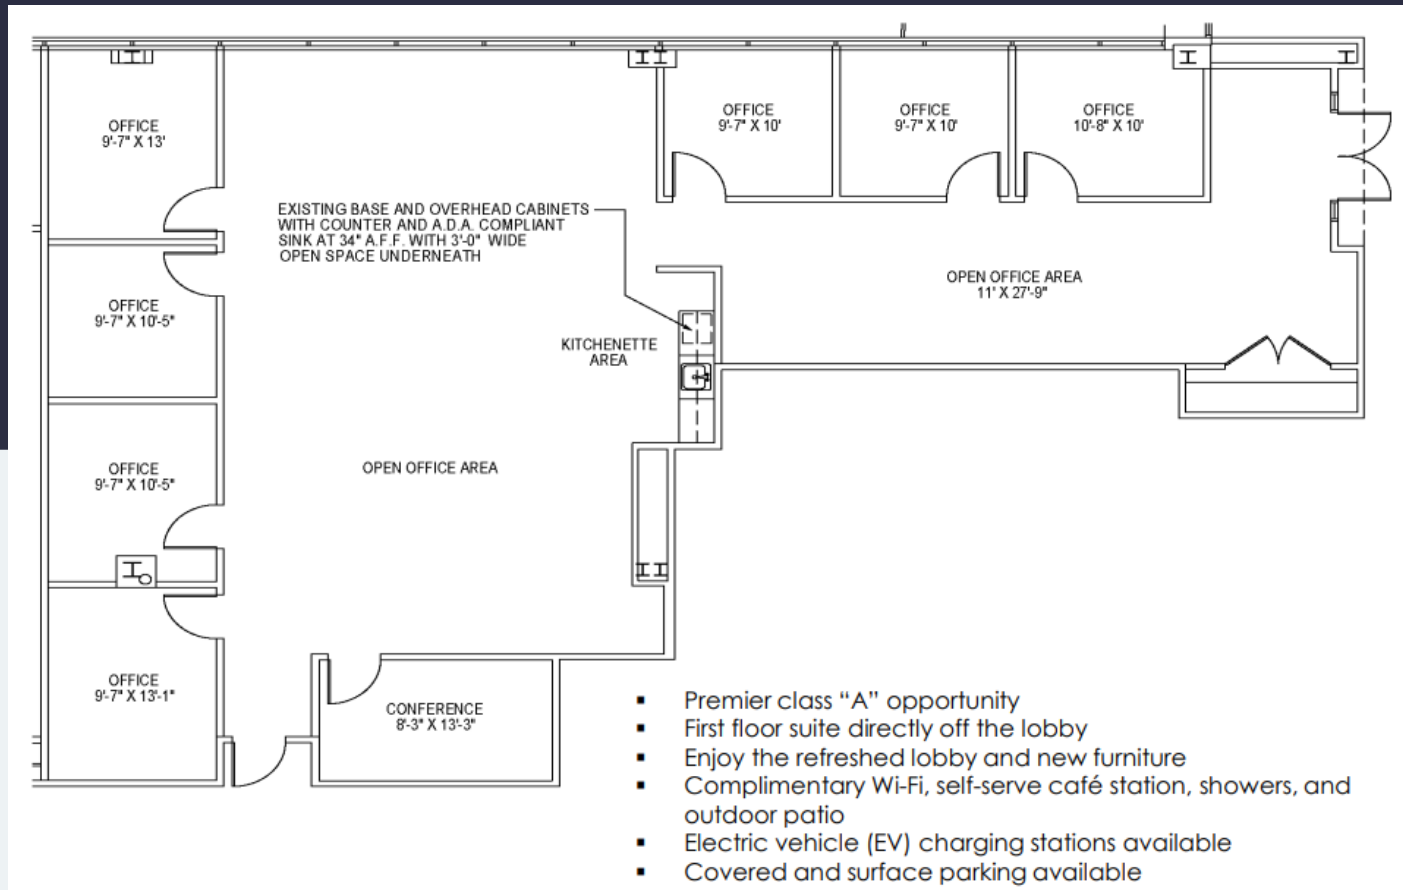 OFFICE
9'-7" X 13'
OFFICE
9'-7" X 10'
OFFICE
9'-7" X 10'
OFFICE
10'-8" X 10'
EXISTING BASE AND OVERHEAD CABINETS
WITH COUNTER AND A.D.A. COMPLIANT
SINK AT 34" A.F.F. WITH 3'-0" WIDE
OPEN SPACE UNDERNEATH
OFFICE
9'-7" X 10'-5"
KITCHENETTE
AREA
OPEN OFFICE AREA
11' X 27'-9"
OFFICE
9'-7" X 10'-5"
OPEN OFFICE AREA
OFFICE
9'-7" X 13'-1"
CONFERENCE
8'-3" X 13'-3"
▪ Premier class “A” opportunity
▪ First floor suite directly off the lobby
▪ Enjoy the refreshed lobby and new furniture
▪ Complimentary Wi-Fi, self-serve café station, showers, and
outdoor patio
▪ Electric vehicle (EV) charging stations available
▪ Covered and surface parking available